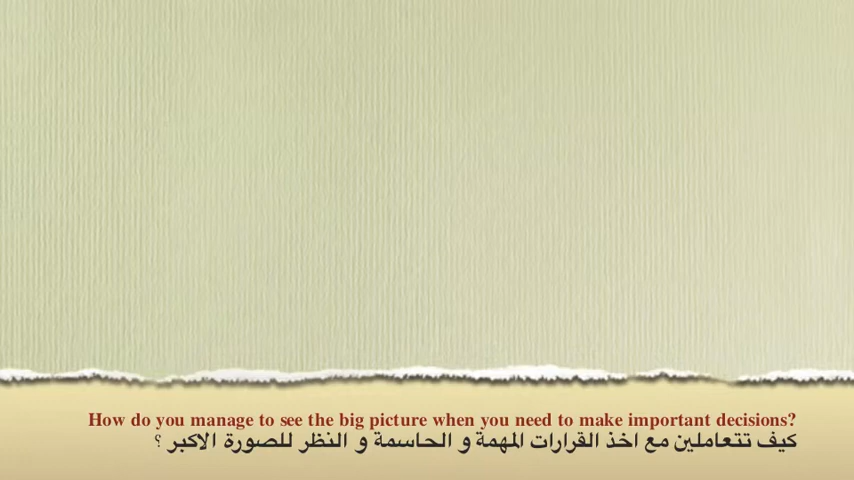 How do you manage to see the big picture when you need to make important decisions?
كيف تتعاملين مع اخذ القرارات المهمة و الحاسمة و النظر للصورة الاكبر ؟